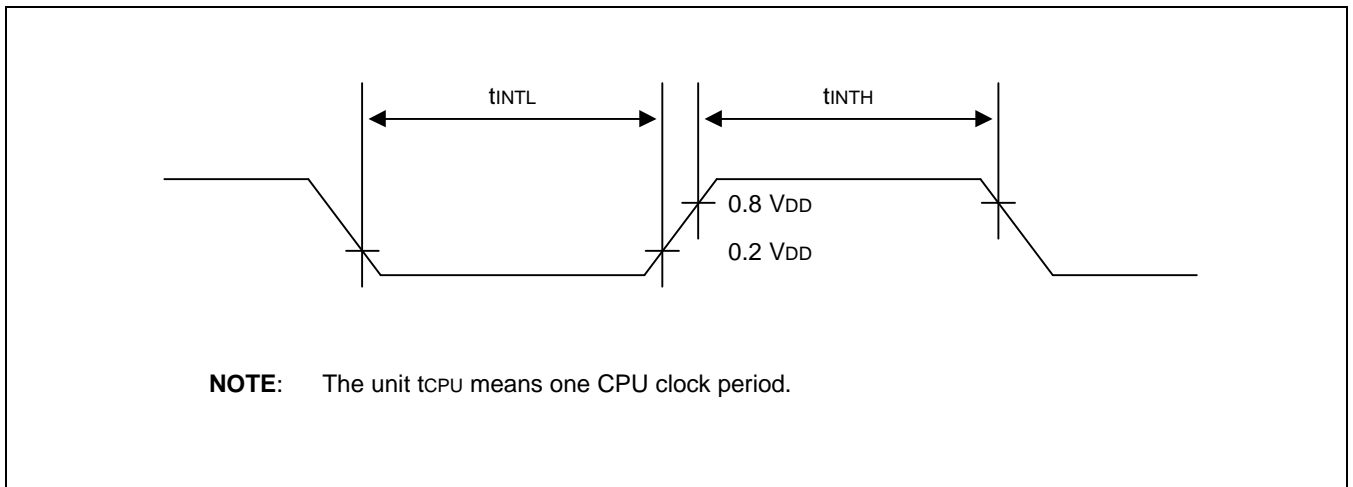 tINTL
tINTH
0.8 VDD
0.2 VDD
NOTE: The unit tCPU means one CPU clock period.